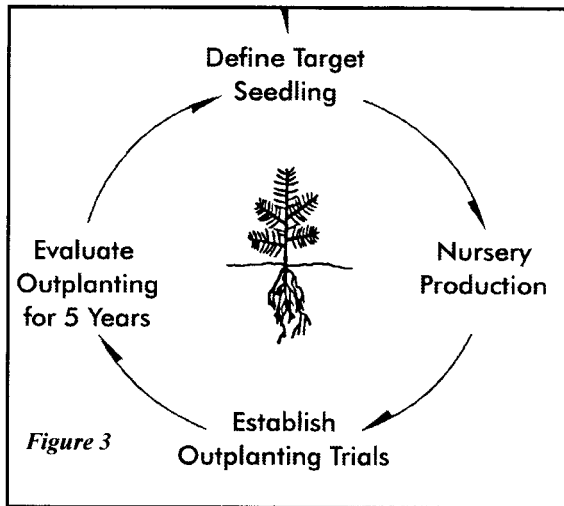 Define Target
Seedling
Nursery
Production
Establish
Outplanting Trials
Evaluate
Outplanting
for 5 Years
Figure 3